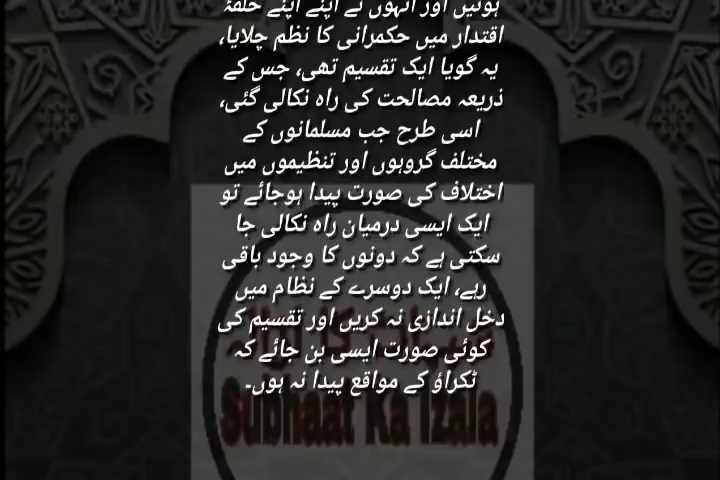 ہوئیں اور انہوں نے اپنے اپنے حلقۂ
اقتدار میں حکمرانی کا نظم چلایا،
یہ گویا ایک تقسیم تھی، جس کے
ذریعہ مصالحت کی راہ نکالی گئی،
اسی طرح جب مسلمانوں کے
مختلف گروہوں اور تنظیموں میں
اختلاف کی صورت پیدا ہوجائے تو
ایک ایسی درمیان راہ نکالی جا
سکتی ہے کہ دونوں کا وجود باقی
رہے، ایک دوسرے کے نظام میں
دخل اندازی نہ کریں اور تقسیم کی
کوئی صورت ایسی بن جائے کہ
ٹکراؤ کے مواقع پیدا نہ ہوں۔
Subhaat Ka Izala